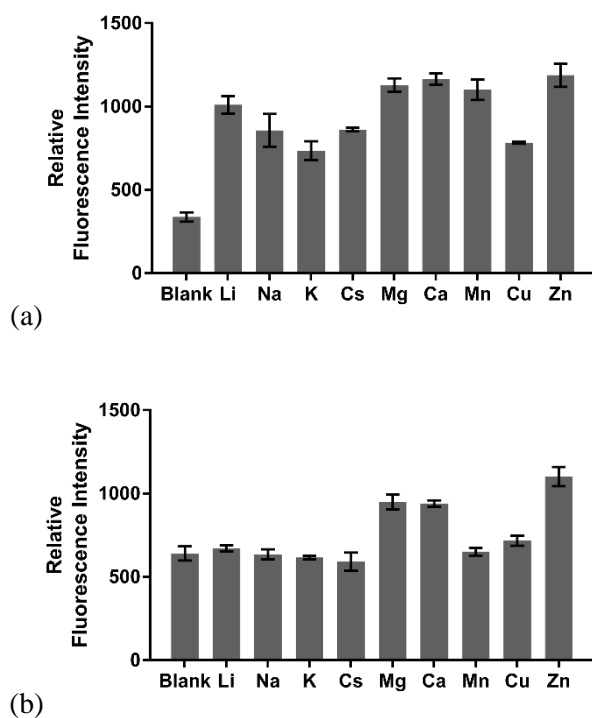 1500
1000
500
0
Relative
Fluorescence Intensity
Blank Li Na K Cs Mg Ca Mn Cu Zn
(a)
1500
1000
500
0
Relative
Fluorescence Intensity
Blank Li Na K Cs Mg Ca Mn Cu Zn
(b)